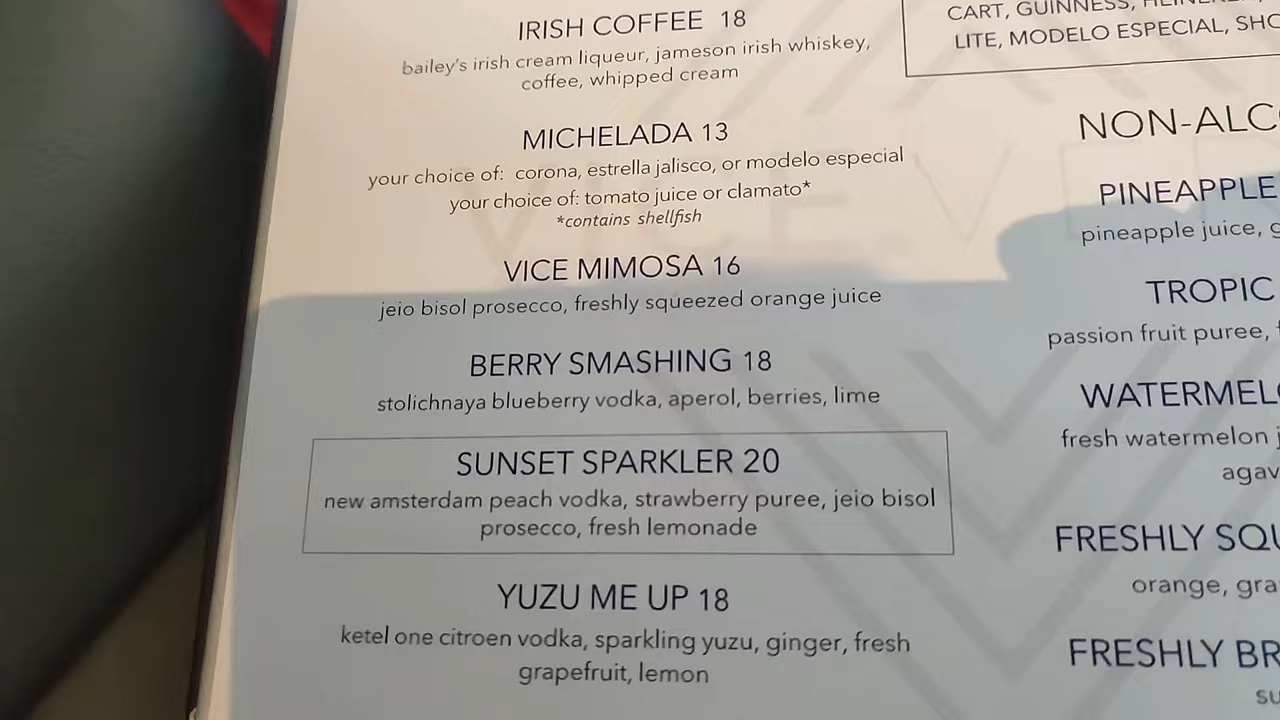 IRISH COFFEE 18
bailey's irish cream liqueur, jameson irish whiskey,
coffee, whipped cream
MICHELADA 13
your choice of: corona, estrella jalisco, or modelo especial
your choice of: tomato juice or clamato*
*contains shellfish
VICE MIMOSA 16
jeio bisol prosecco, freshly squeezed orange juice
BERRY SMASHING 18
stolichnaya blueberry vodka, aperol, berries, lime
SUNSET SPARKLER 20
new amsterdam peach vodka, strawberry puree, jeio bisol
prosecco, fresh lemonade
YUZU ME UP 18
ketel one citroen vodka, sparkling yuzu, ginger, fresh
grapefruit, lemon
CART, GUINNESS,
LITE, MODELO ESPECIAL,
PINEAPPLE
pineapple juice,
passion fruit puree,
fresh watermelon
FRESHLY
orange,
FRESHLY